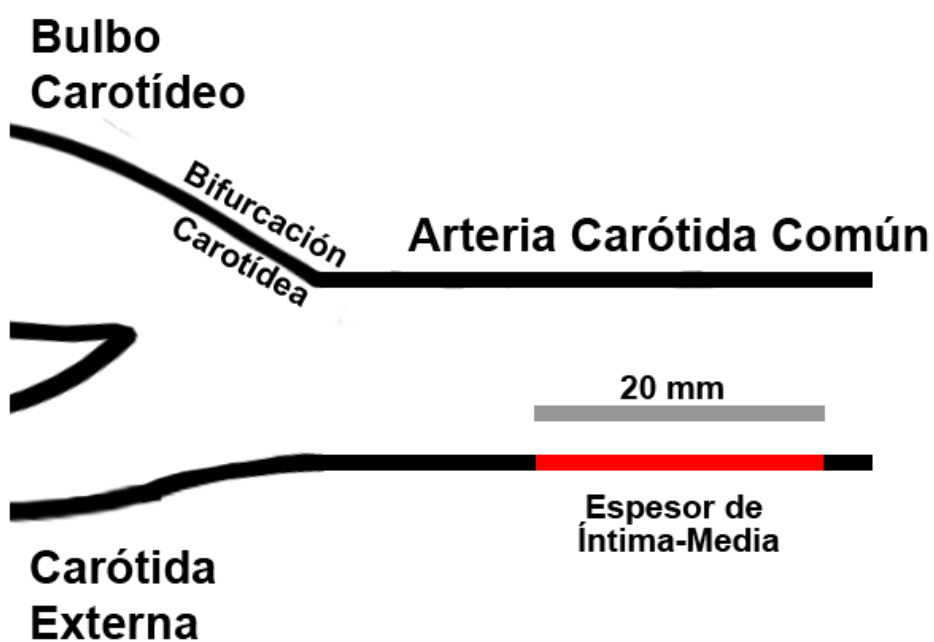 Bulbo
Carotídeo
Bifurcación
Carotídea
Arteria Carótida Común
20 mm
Espesor de
Íntima-Media
Carótida
Externa